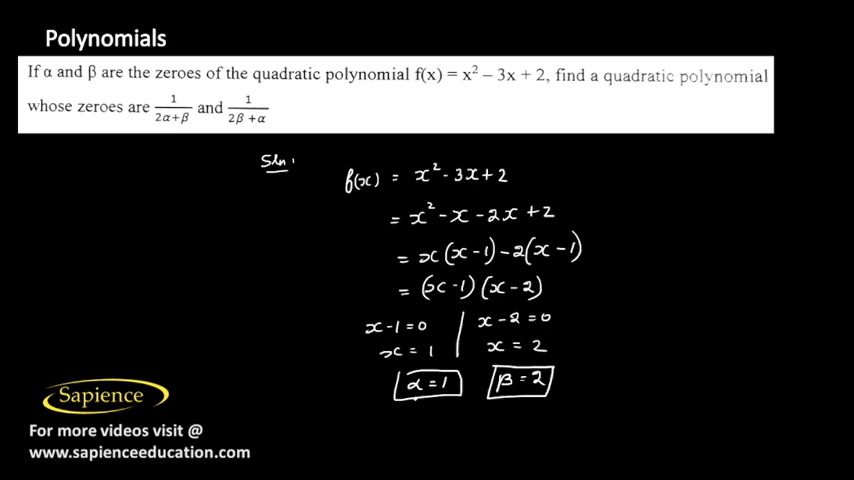 Polynomials
If α and β are the zeroes of the quadratic polynomial f(x) = x² – 3x + 2, find a quadratic polynomial
whose zeroes are 1/(2α+β) and 1/(2β+α)
Sln:
f(x) = x² - 3x + 2
= x² - x - 2x + 2
= x(x - 1) - 2(x - 1)
= (x - 1) (x - 2)
x - 1 = 0 | x - 2 = 0
x = 1 | x = 2
α = 1 β = 2
Sapience
For more videos visit @
www.sapienceeducation.com